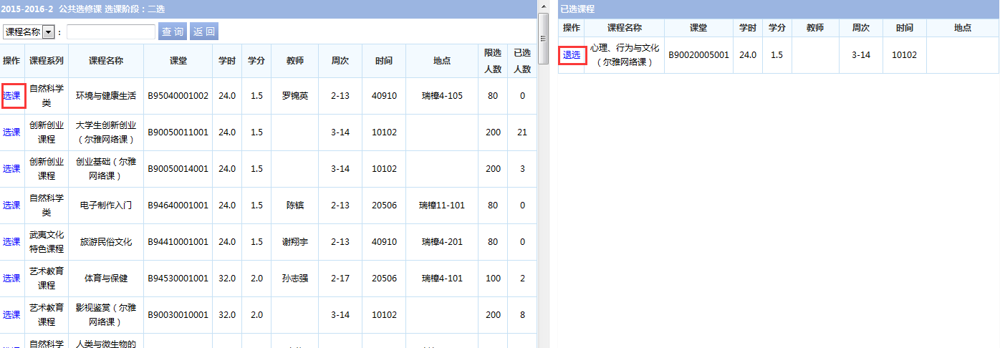 2015-2016-2 公共选修课 选课阶段：二选
课程名称 ： 查 询 返 回
操作 课程系列 课程名称 课堂 学时 学分 教师 周次 时间 地点 限选人数 已选人数
选课 自然科学类 环境与健康生活 B95040001002 24.0 1.5 罗锦英 2-13 40910 瑞樟4-105 80 0
选课 创新创业课程 大学生创新创业（尔雅网络课） B90050011001 24.0 1.5 3-14 10102 200 21
选课 创新创业课程 创业基础（尔雅网络课） B90050014001 24.0 1.5 3-14 10102 200 3
选课 自然科学类 电子制作入门 B94640001001 24.0 1.5 陈镔 2-13 20506 瑞樟11-101 80 0
选课 武夷文化特色课程 旅游民俗文化 B94410001001 24.0 1.5 谢翔宇 2-13 40910 瑞樟4-201 80 0
选课 艺术教育课程 体育与保健 B94530001001 32.0 2.0 孙志强 2-17 20506 瑞樟4-101 100 2
选课 艺术教育课程 影视鉴赏（尔雅网络课） B90030010001 32.0 2.0 3-14 10102 200 8
自然科学 人类与微生物的
已选课程
操作 课程名称 课堂 学时 学分 教师 周次 时间 地点
退选 心理、行为与文化（尔雅网络课） B90020005001 24.0 1.5 3-14 10102